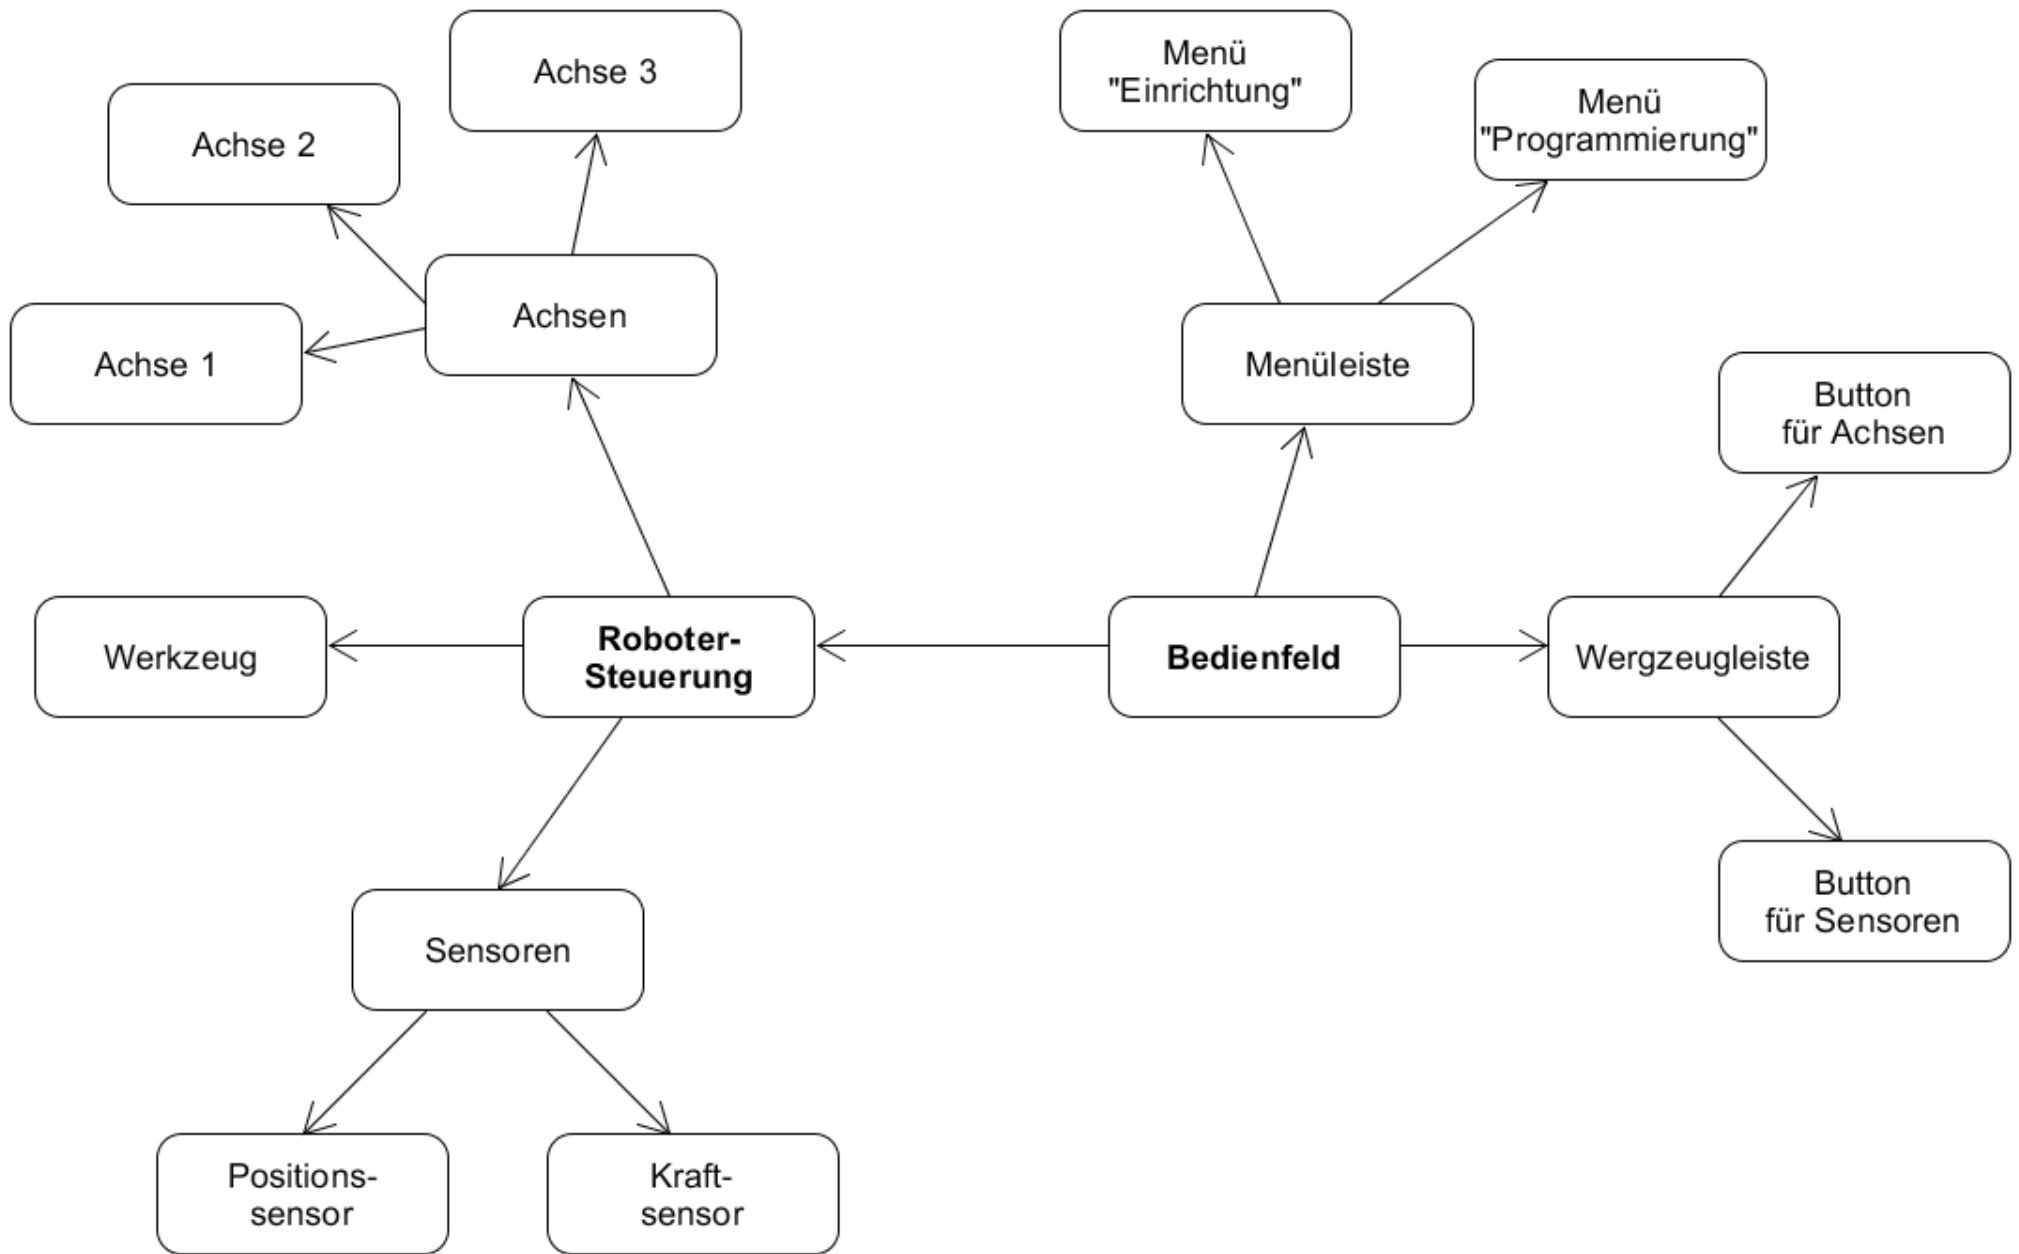 Achse 3
Menü
"Einrichtung"
Menü
"Programmierung"
Achse 2
Achsen
Achse 1
Menüleiste
Button
für Achsen
Werkzeug
Roboter-
Steuerung
Bedienfeld
Wergzeugleiste
Button
für Sensoren
Sensoren
Positions-
sensor
Kraft-
sensor